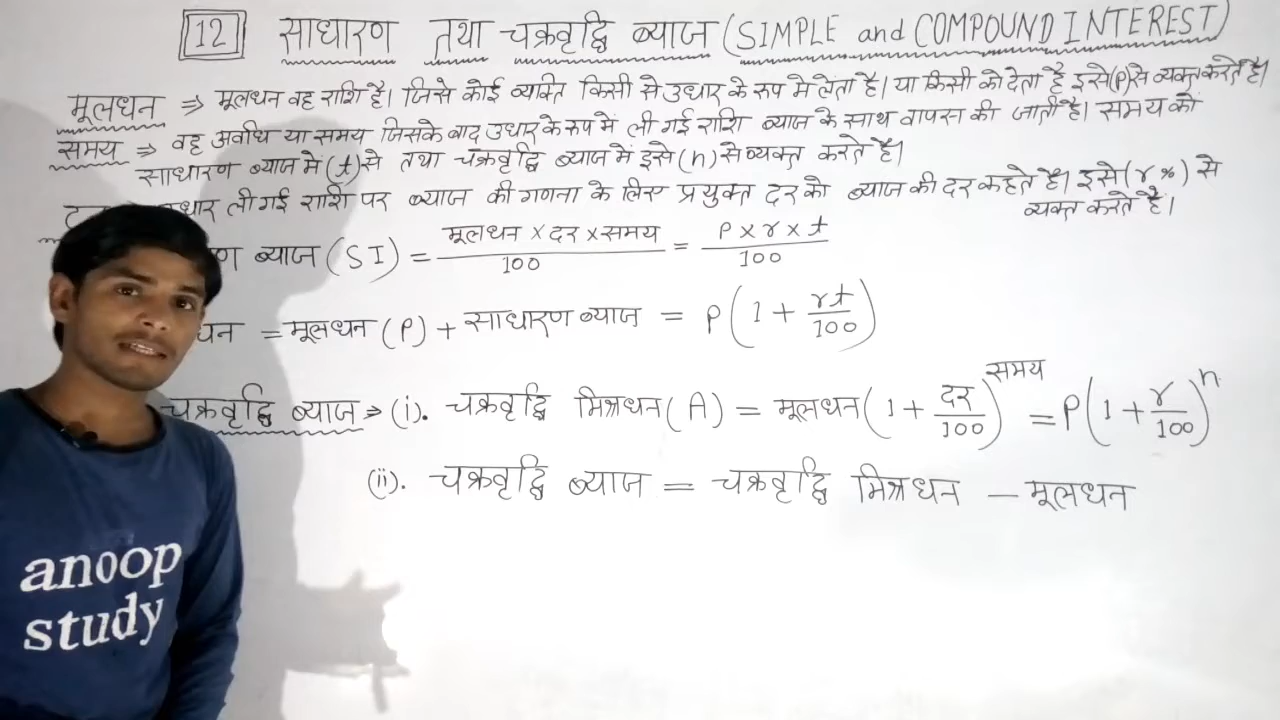 12 साधारण तथा चक्रवृद्धि ब्याज (SIMPLE and COMPOUND INTEREST)
मूलधन ⇒ मूलधन वह राशि है। जिसे कोई व्यक्ति किसी से उधार के रूप मे लेता है। या किसी को देता है इसे (P) से व्यक्त करते है।
समय ⇒ वह अवधि या समय जिसके बाद उधार के रूप में ली गई राशि ब्याज के साथ वापस की जाती है। समय को
साधारण ब्याज मे (t) से तथा चक्रवृद्धि ब्याज में इसे (n) से व्यक्त करते है।
ली गई राशि पर ब्याज की गणना के लिए प्रयुक्त दर को ब्याज की दर कहते है। इसे (r %) से
व्यक्त करते है।
ब्याज (SI) = मूलधन × दर × समय / 100 = P × r × t / 100
धन = मूलधन (P) + साधारण ब्याज = P (1 + rt/100)
चक्रवृद्धि ब्याज ⇒ (i). चक्रवृद्धि मिश्रधन (A) = मूलधन (1 + दर/100)^समय = P (1 + r/100)^n
(ii). चक्रवृद्धि ब्याज = चक्रवृद्धि मिश्रधन – मूलधन
anoop
study